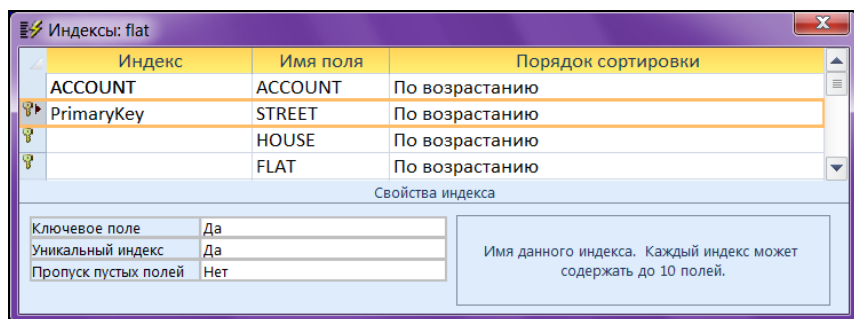 Индексы: flat
Индекс Имя поля Порядок сортировки
ACCOUNT ACCOUNT По возрастанию
PrimaryKey STREET По возрастанию
HOUSE По возрастанию
FLAT По возрастанию
Свойства индекса
Ключевое поле Да
Уникальный индекс Да
Пропуск пустых полей Нет
Имя данного индекса. Каждый индекс может
содержать до 10 полей.